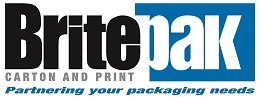 Britepak
CARTON AND PRINT
Partnering your packaging needs